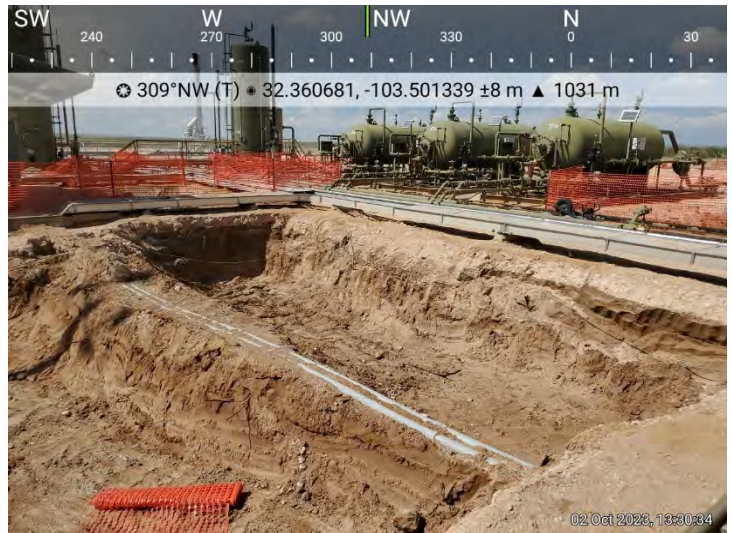 SW W NW N
240 270 300 330 0 30
309°NW (T) 32.360681, -103.501339 ±8 m ▲ 1031 m
02 Oct 2023, 13:30:34